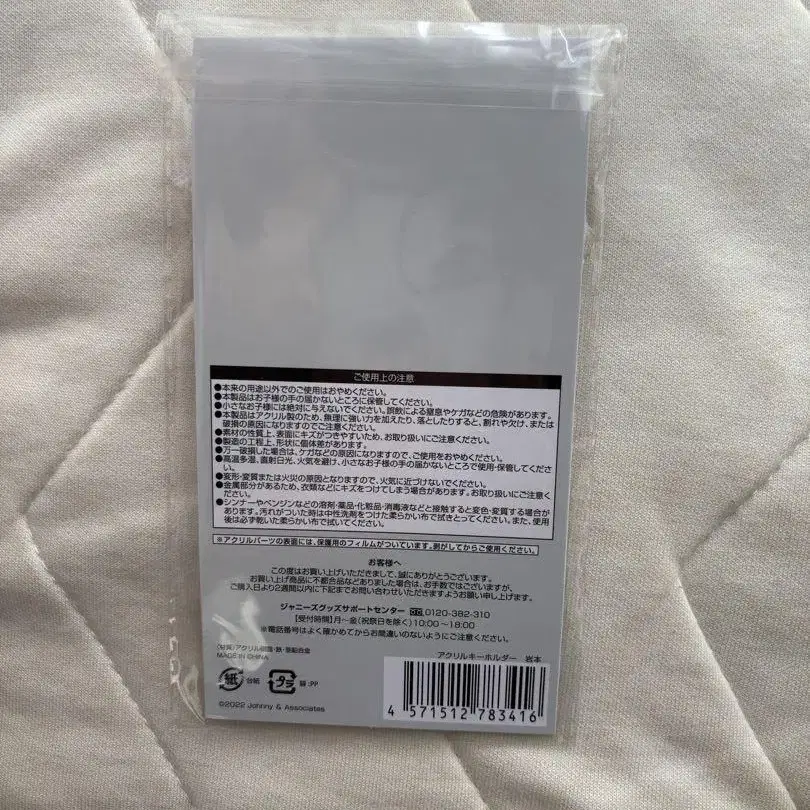 ご使用上の注意
●本来の用途以外でのご使用はおやめください。
●本製品はお子様の手の届かないところに保管してください。
●小さなお子様には絶対に与えないでください。誤飲による窒息やケガなどの危険があります。
●本製品はアクリル製のため、無理に強い力を加えたり、落としたりすると、割れや欠け、または
破損の原因になりますのでご注意ください。
●素材の性質上、表面にキズがつきやすいため、お取り扱いにご注意ください。
●製造の工程上、形状に個体差があります。
●万一破損した場合は、ケガなどの原因になりますので、ご使用をおやめください。
●高温多湿、直射日光、火気を避け、小さなお子様の手の届かないところで使用・保管してくださ
い。
●変形・変質または火災の原因となりますので、火気に近づけないでください。
●金属部分があるため、衣類などにキズをつけてしまう場合があります。お取り扱いにご注意く
ださい。
●シンナーやベンジンなどの溶剤・薬品・化粧品・消毒液などと接触すると変色・変質する場合が
あります。汚れがついた時は中性洗剤をつけた柔らかい布で拭きとってください。また、使用
後は必ず乾いた柔らかい布で拭いてください。
※アクリルパーツの表面には、保護用のフィルムがついています。剥がしてからご使用ください。
お客様へ
この度はお買い上げいただきまして、誠にありがとうございます。
お買い上げ商品に不都合品などありました場合は、お手数ではございますが、
ご購入日より2週間以内に下記までお問い合わせいただきますようお願い申し上げます。
ジャニーズグッズサポートセンター 0120-382-310
【受付時間】月～金(祝祭日を除く)10:00～18:00
※電話番号はよく確かめてからお間違いのないようにご注意ください。
(材質)アクリル樹脂・鉄・亜鉛合金
MADE IN CHINA
アクリルキーホルダー 岩本
紙 台紙 プラ 袋:PP
©2022 Johnny & Associates
4 571512 783416